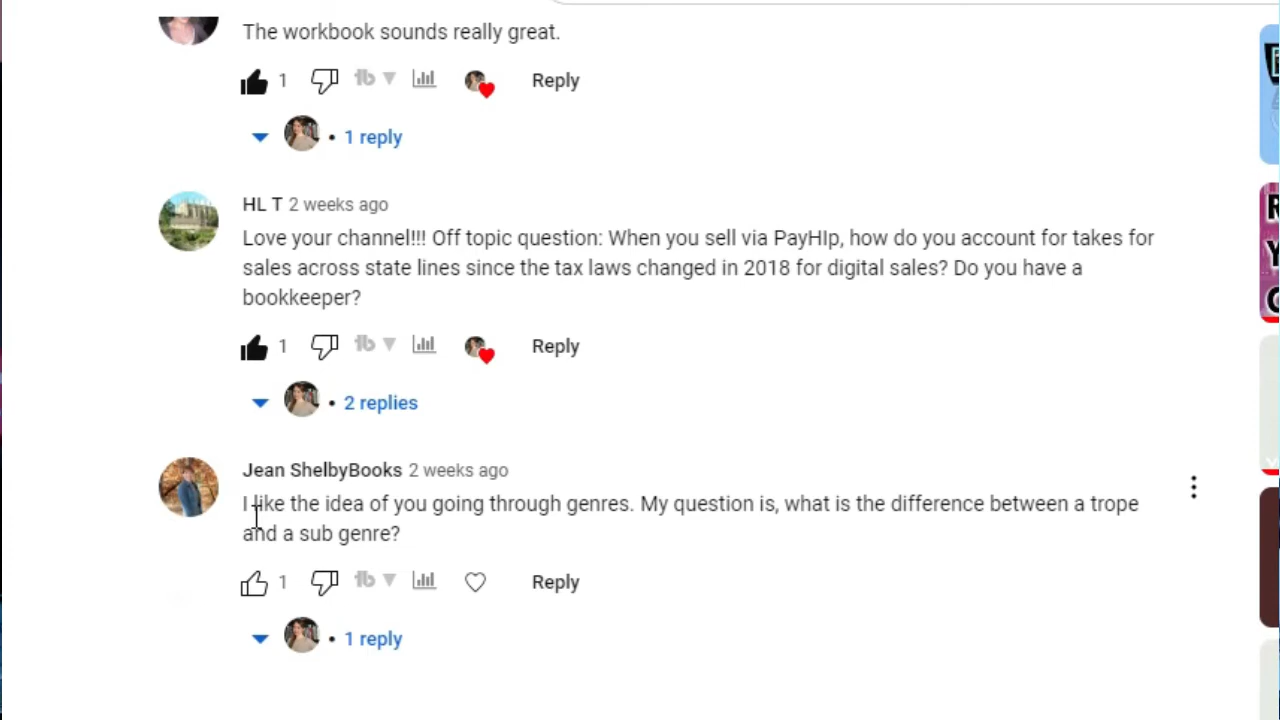 The workbook sounds really great.
1
Reply
1 reply
HL T 2 weeks ago
Love your channel!!! Off topic question: When you sell via PayHIp, how do you account for takes for
sales across state lines since the tax laws changed in 2018 for digital sales? Do you have a
bookkeeper?
1
Reply
2 replies
Jean ShelbyBooks 2 weeks ago
I like the idea of you going through genres. My question is, what is the difference between a trope
and a sub genre?
1
Reply
1 reply